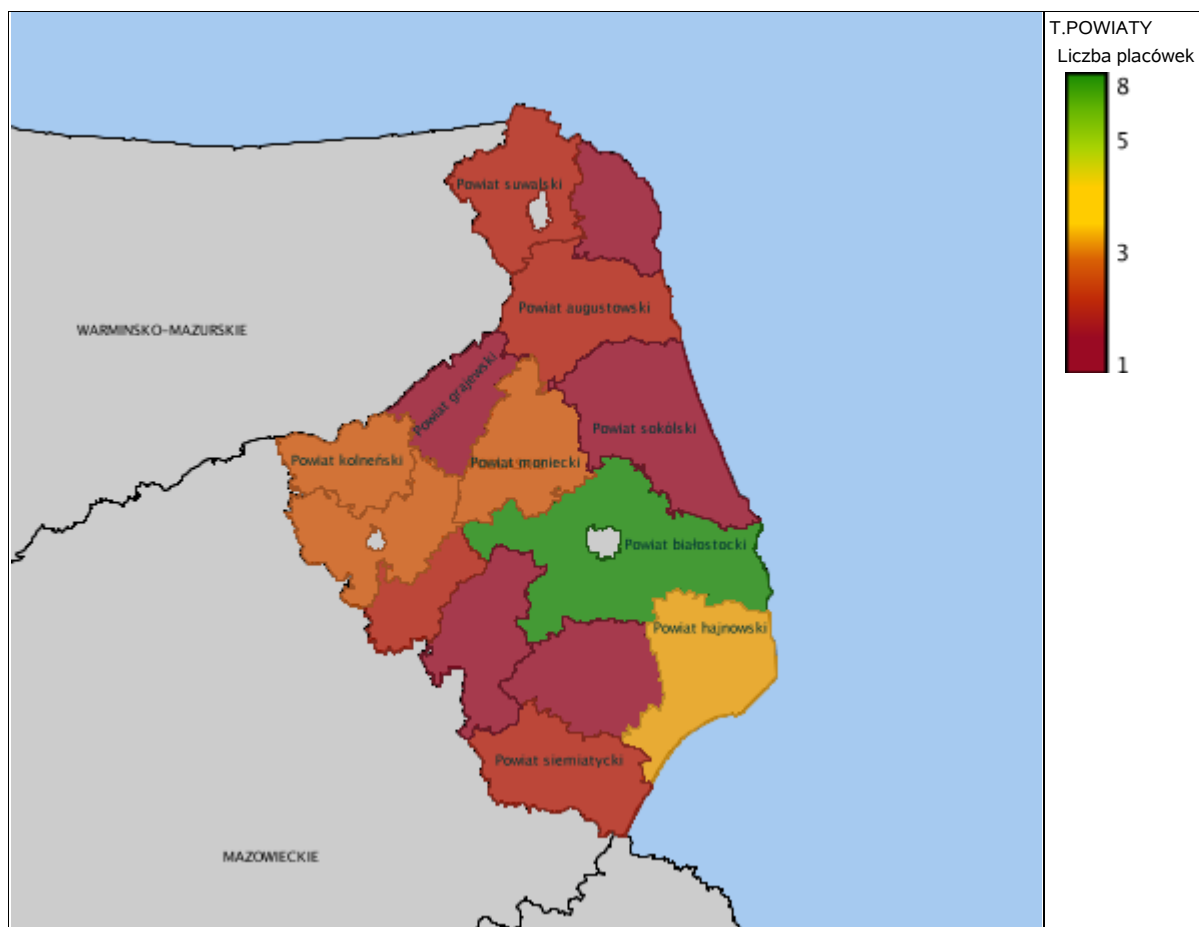 T.POWIATY
Liczba placówek
8
5
3
1
Powiat suwalski
Powiat augustowski
WARMIŃSKO-MAZURSKIE
Powiat grajewski
Powiat sokólski
Powiat kolneński
Powiat moniecki
Powiat białostocki
Powiat hajnowski
Powiat siemiatycki
MAZOWIECKIE